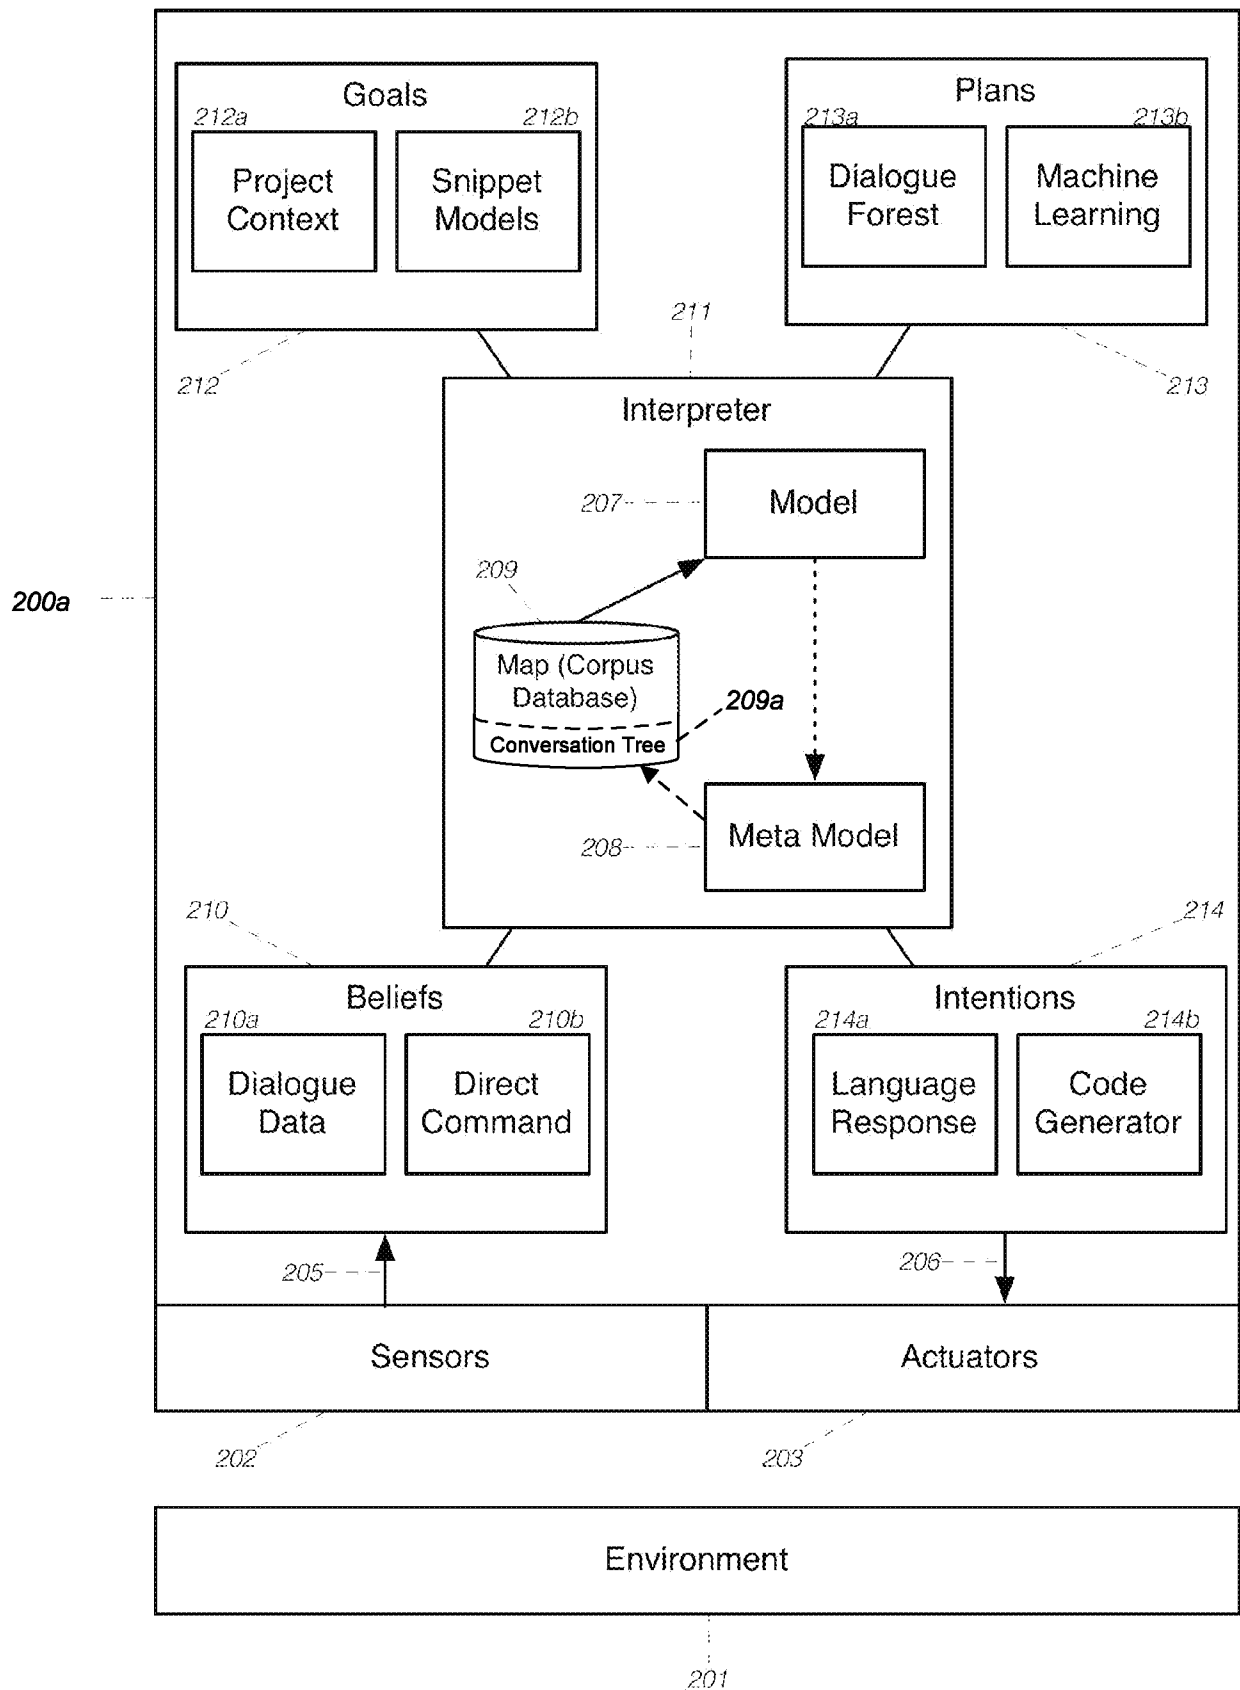 Goals
212a
212b
Project
Context
Snippet
Models
212
Plans
213a
213b
Dialogue
Forest
Machine
Learning
213
211
Interpreter
207
Model
200a
209
Map (Corpus
Database)
209a
Conversation Tree
208
Meta Model
210
Beliefs
210a
210b
Dialogue
Data
Direct
Command
214
Intentions
214a
214b
Language
Response
Code
Generator
205
206
Sensors
Actuators
202
203
Environment
201